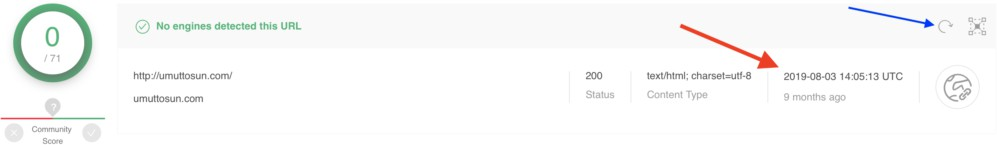 0
/ 71
?
Community
Score
No engines detected this URL
http://umuttosun.com/
umuttosun.com
200
Status
text/html; charset=utf-8
Content Type
2019-08-03 14:05:13 UTC
9 months ago